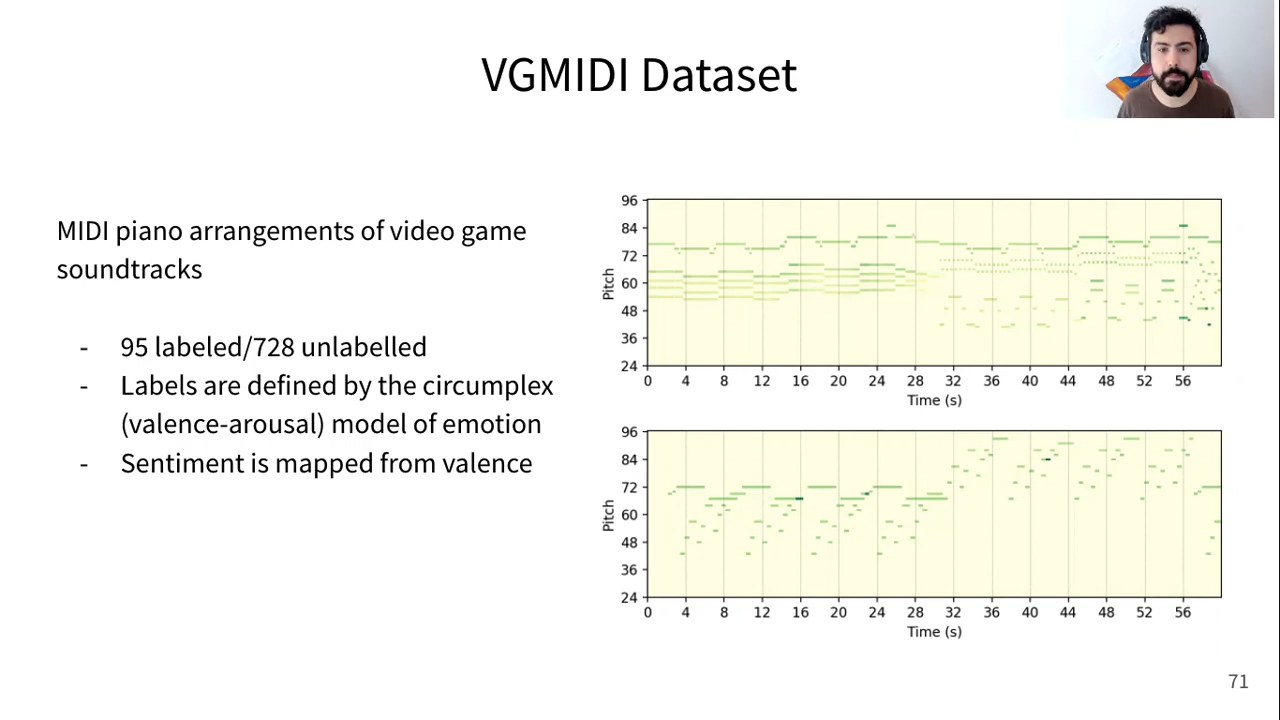 VGMIDI Dataset
MIDI piano arrangements of video game
soundtracks
- 95 labeled/728 unlabelled
- Labels are defined by the circumplex
(valence-arousal) model of emotion
- Sentiment is mapped from valence
96
84
72
60
48
36
24
Pitch
0 4 8 12 16 20 24 28 32 36 40 44 48 52 56
Time (s)
96
84
72
60
48
36
24
Pitch
0 4 8 12 16 20 24 28 32 36 40 44 48 52 56
Time (s)
71